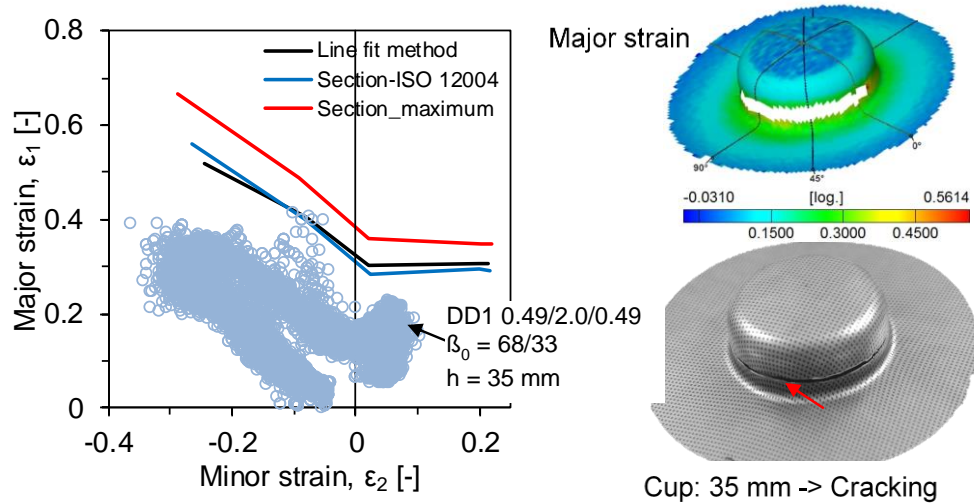 0.8
0.6
0.4
0.2
0
-0.4
-0.2
0
0.2
Major strain, ε1 [-]
Minor strain, ε2 [-]
Line fit method
Section-ISO 12004
Section_maximum
DD1 0.49/2.0/0.49
ß0 = 68/33
h = 35 mm
Major strain
90°
45°
0°
-0.0310 [log.] 0.5614
0.1500 0.3000 0.4500
Cup: 35 mm -> Cracking